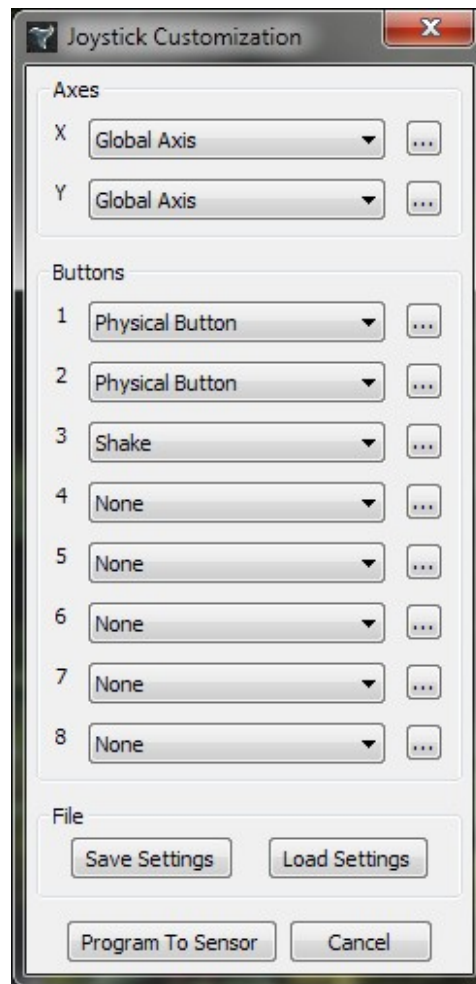 Joystick Customization
Axes
X Global Axis ...
Y Global Axis ...
Buttons
1 Physical Button ...
2 Physical Button ...
3 Shake ...
4 None ...
5 None ...
6 None ...
7 None ...
8 None ...
File
Save Settings Load Settings
Program To Sensor Cancel